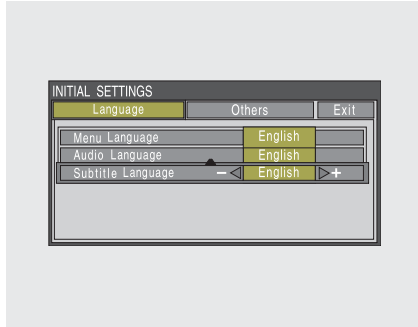 INITIAL SETTINGS
Language Others Exit
Menu Language English
Audio Language English
Subtitle Language – English +